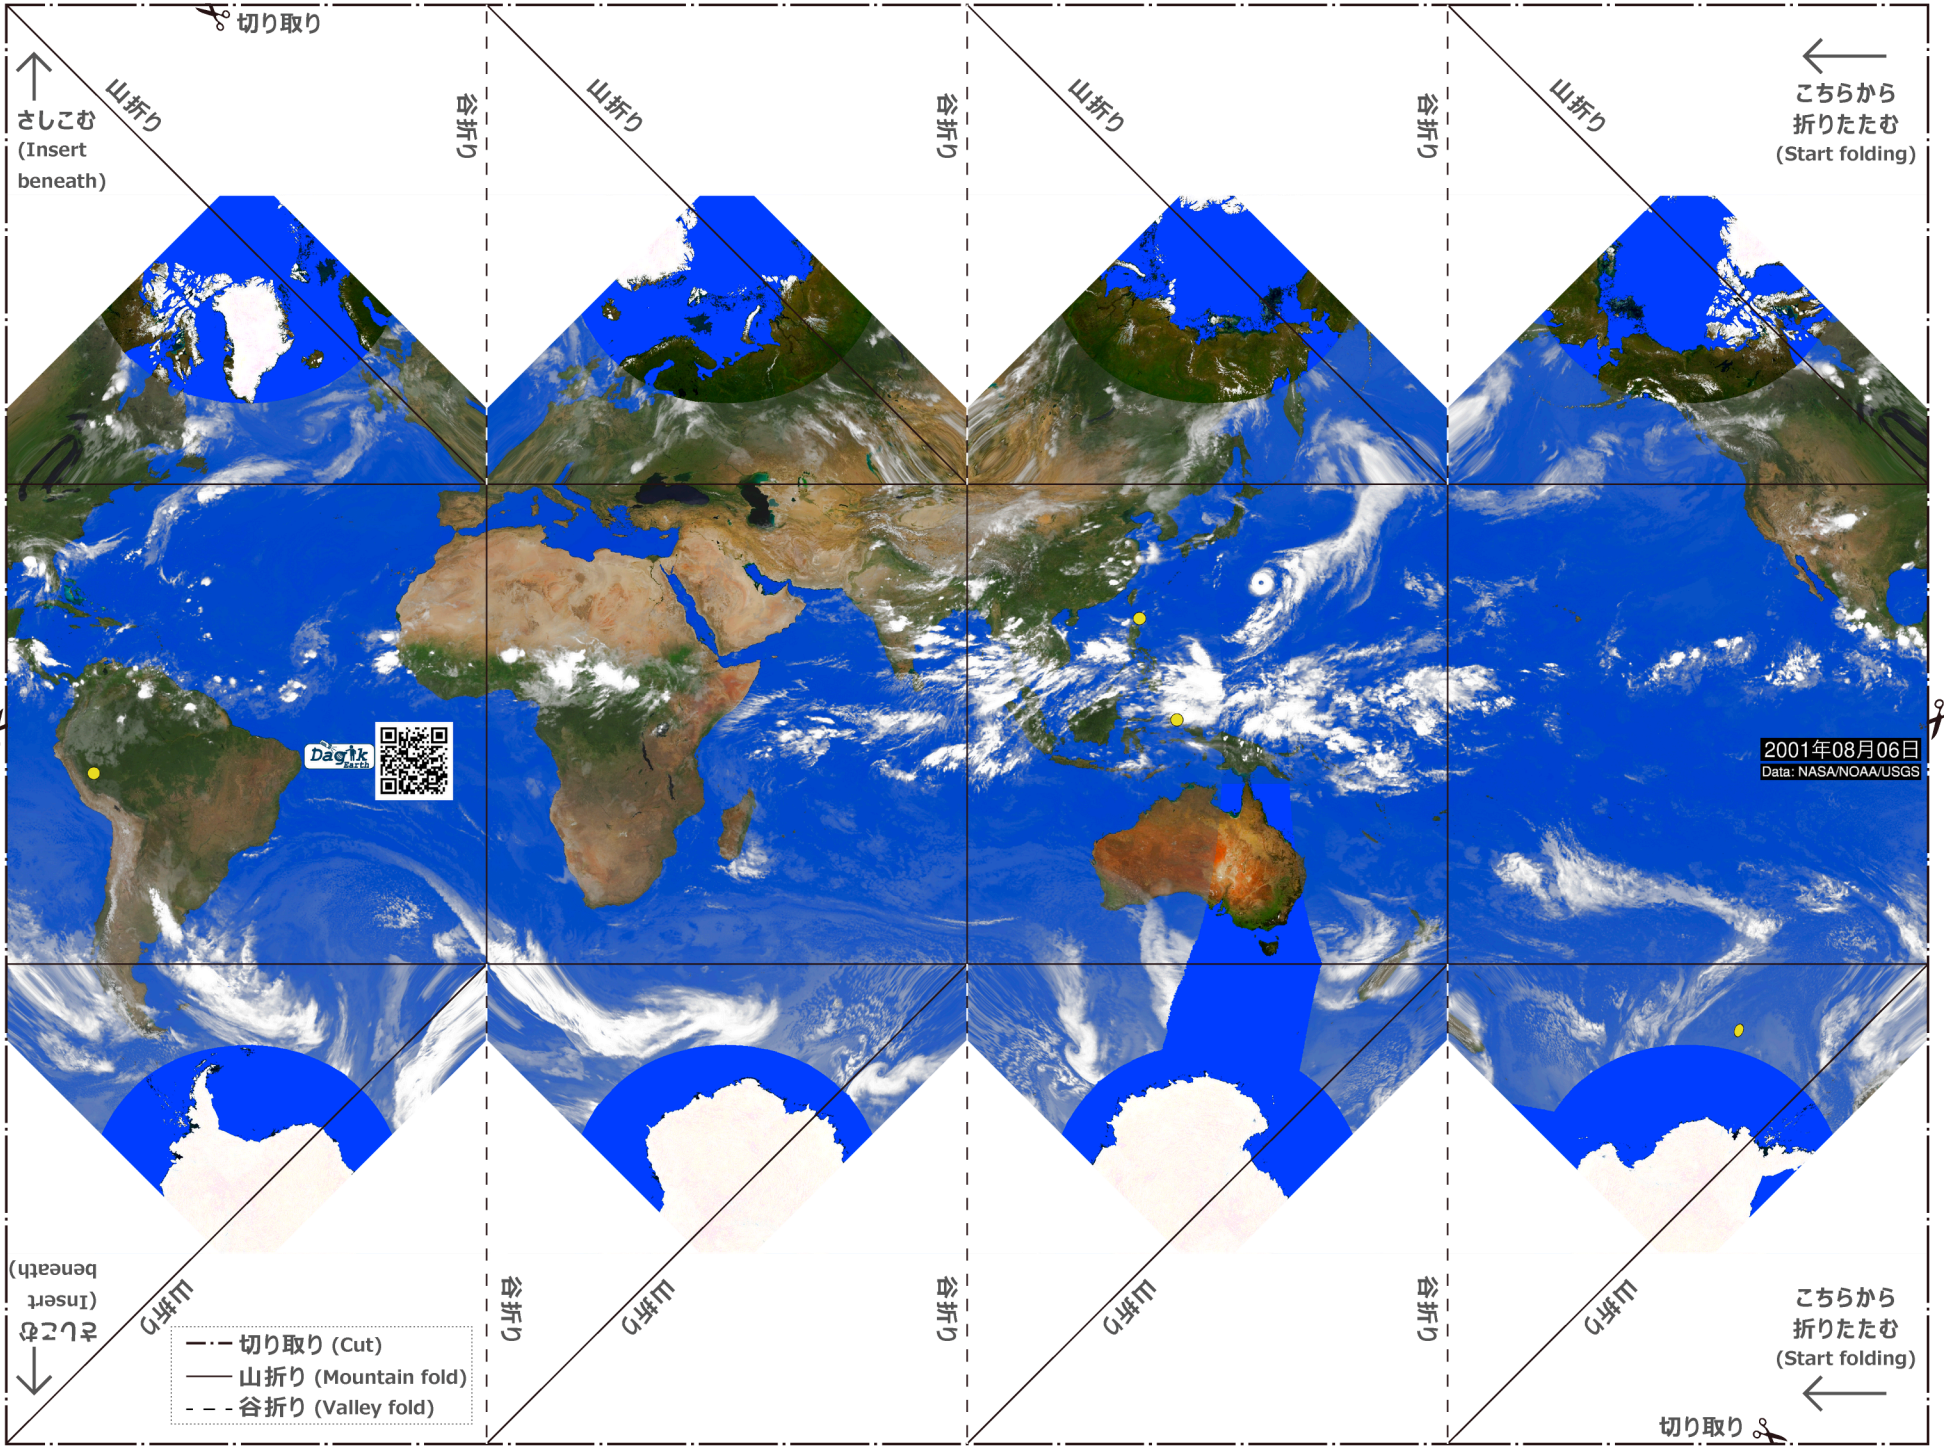 切り取り
山折り
谷折り
山折り
谷折り
山折り
谷折り
山折り
さしこむ
(Insert
beneath)
こちらから
折りたたむ
(Start folding)
Dagik
Earth
2001年08月06日
Data: NASA/NOAA/USGS
さしこむ
(Insert
beneath)
山折り
谷折り
山折り
谷折り
山折り
谷折り
山折り
こちらから
折りたたむ
(Start folding)
切り取り (Cut)
山折り (Mountain fold)
谷折り (Valley fold)
切り取り